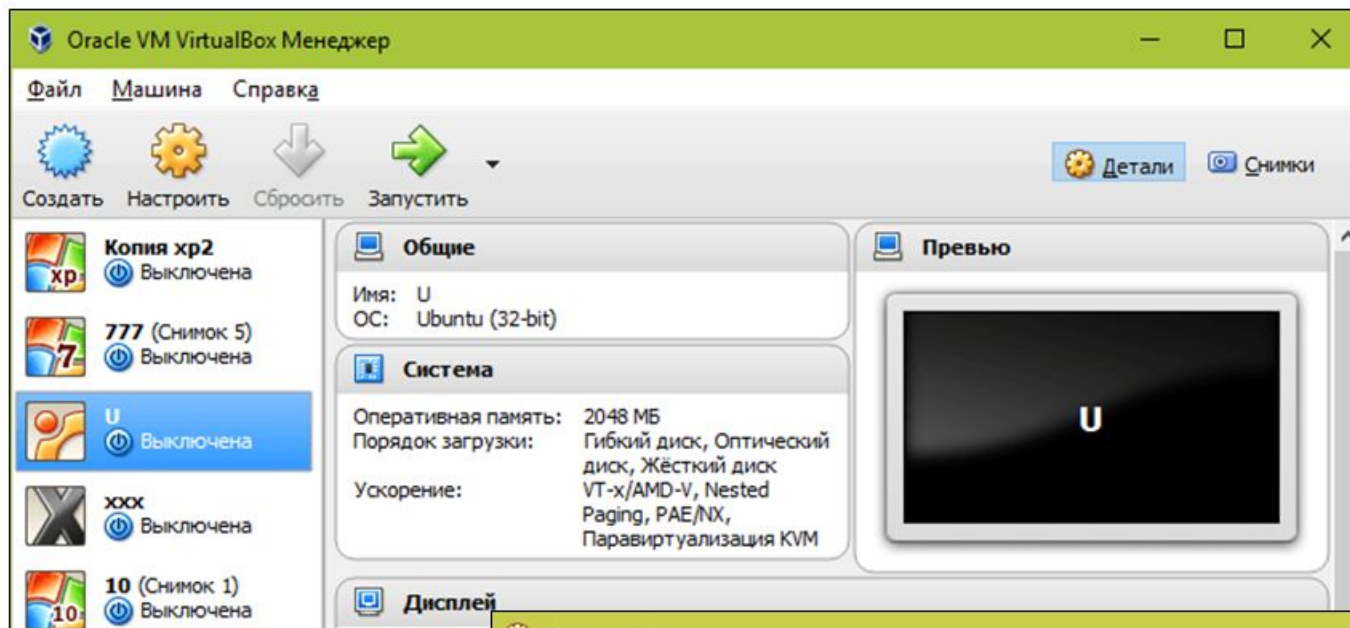 Oracle VM VirtualBox Менеджер
Файл Машина Справка
Создать Настроить Сбросить Запустить
Детали Снимки
Копия xp2
Выключена
xp
777 (Снимок 5)
Выключена
7
U
Выключена
xxx
Выключена
10 (Снимок 1)
Выключена
10
Общие
Имя: U
ОС: Ubuntu (32-bit)
Система
Оперативная память: 2048 МБ
Порядок загрузки: Гибкий диск, Оптический
диск, Жёсткий диск
Ускорение: VT-x/AMD-V, Nested
Paging, PAE/NX,
Паравиртуализация KVM
Дисплей
Превью
U